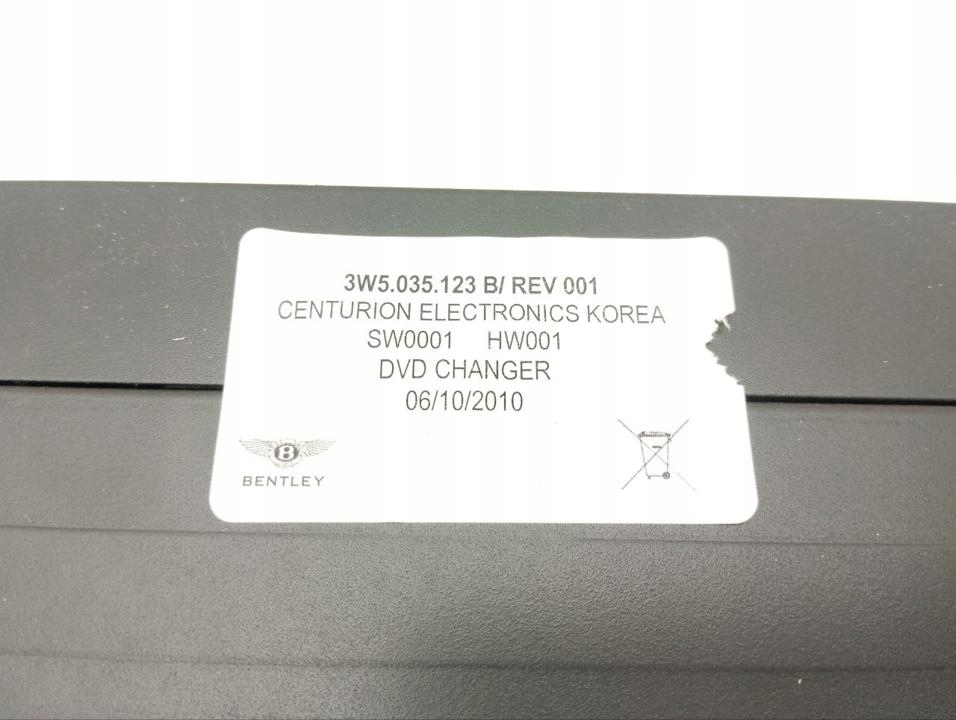 3W5.035.123 B/ REV 001
CENTURION ELECTRONICS KOREA
SW0001 HW001
DVD CHANGER
06/10/2010
B
BENTLEY